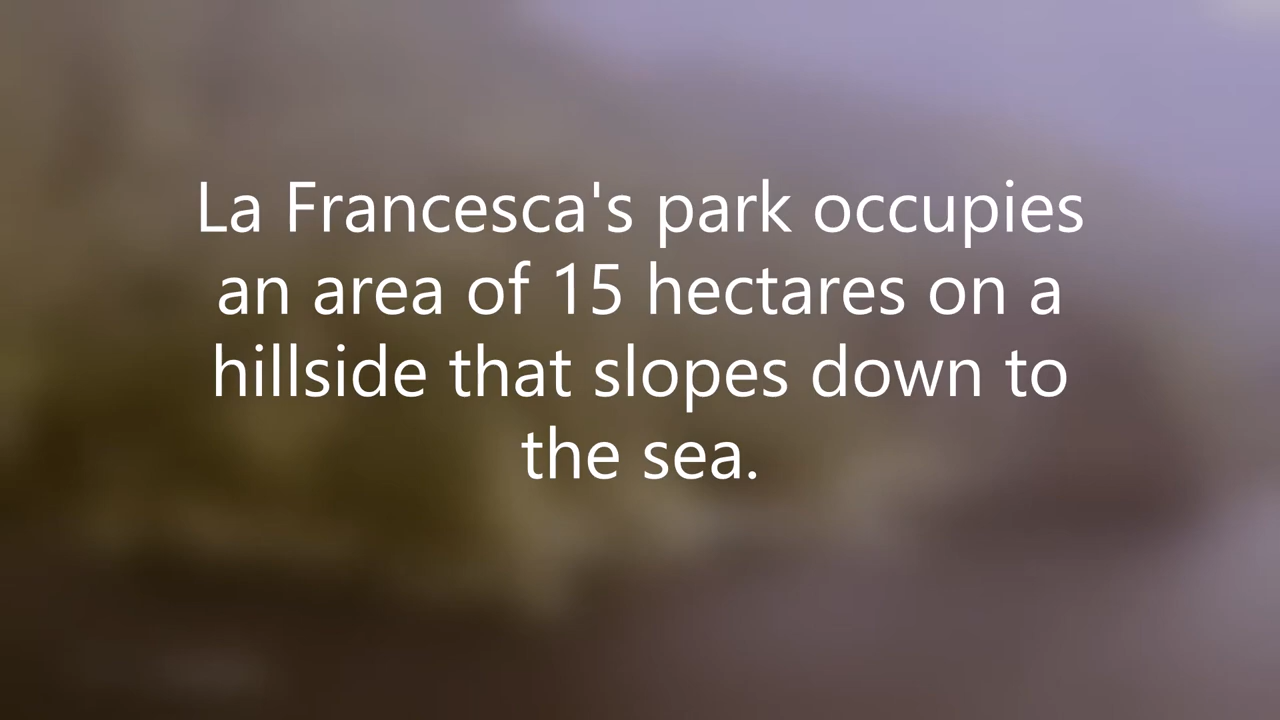 La Francesca's park occupies
an area of 15 hectares on a
hillside that slopes down to
the sea.